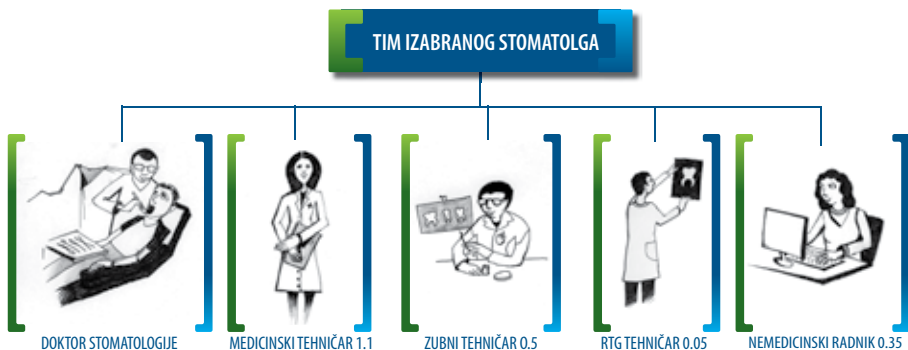 TIM IZABRANOG STOMATOLGA
DOKTOR STOMATOLOGIJE
MEDICINSKI TEHNIČAR 1.1
ZUBNI TEHNIČAR 0.5
RTG TEHNIČAR 0.05
NEMEDICINSKI RADNIK 0.35